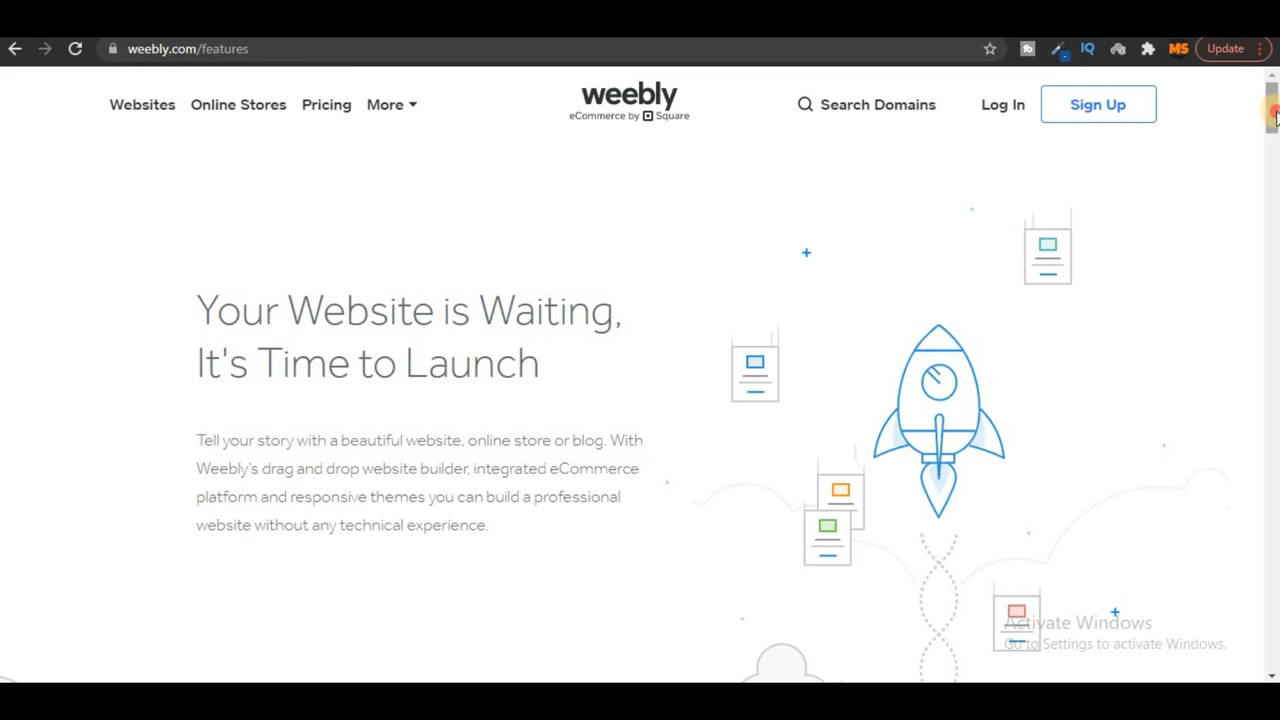 weebly.com/features
IQ
MS
Update
Websites
Online Stores
Pricing
More
weebly
eCommerce by Square
Search Domains
Log In
Sign Up
Your Website is Waiting,
It's Time to Launch
Tell your story with a beautiful website, online store or blog. With
Weebly's drag and drop website builder, integrated eCommerce
platform and responsive themes you can build a professional
website without any technical experience.
Activate Windows
Go to Settings to activate Windows.